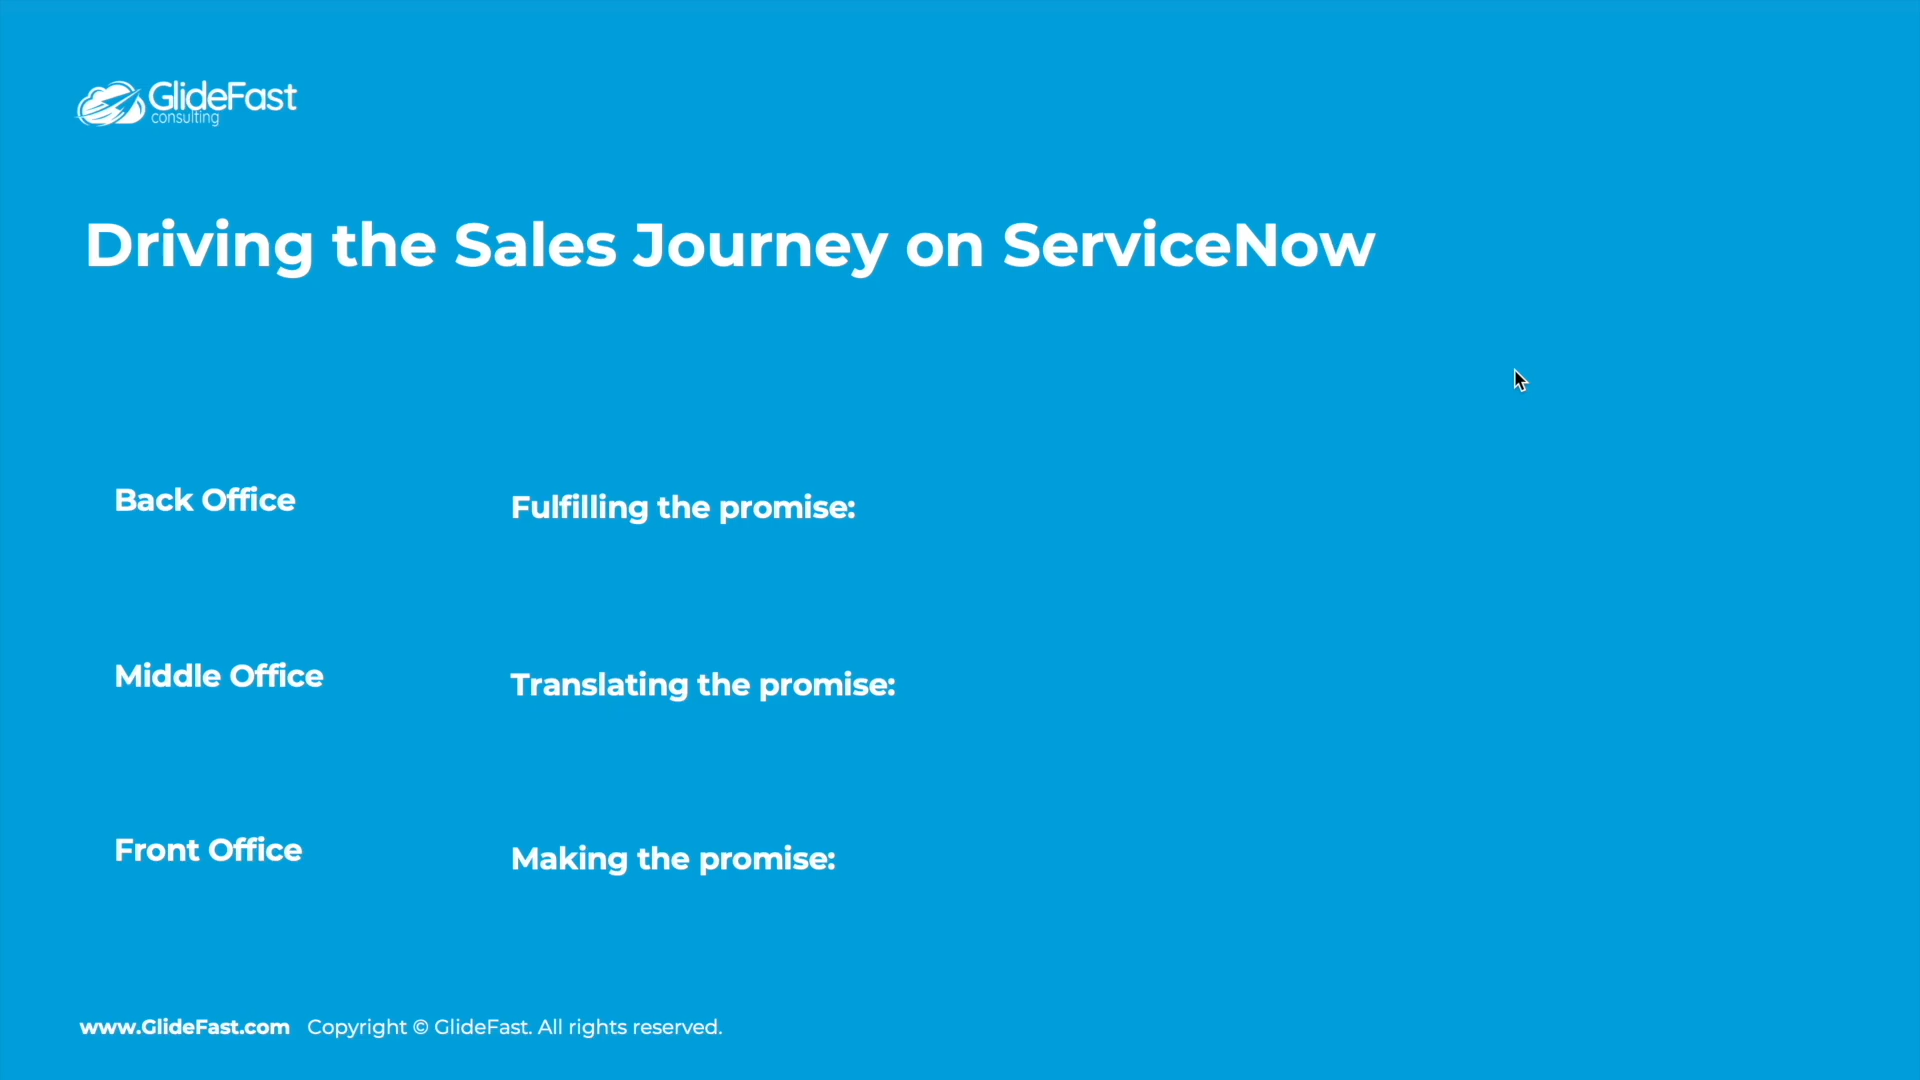 GlideFast
consulting
Driving the Sales Journey on ServiceNow
Back Office
Fulfilling the promise:
Middle Office
Translating the promise:
Front Office
Making the promise:
www.GlideFast.com Copyright © GlideFast. All rights reserved.